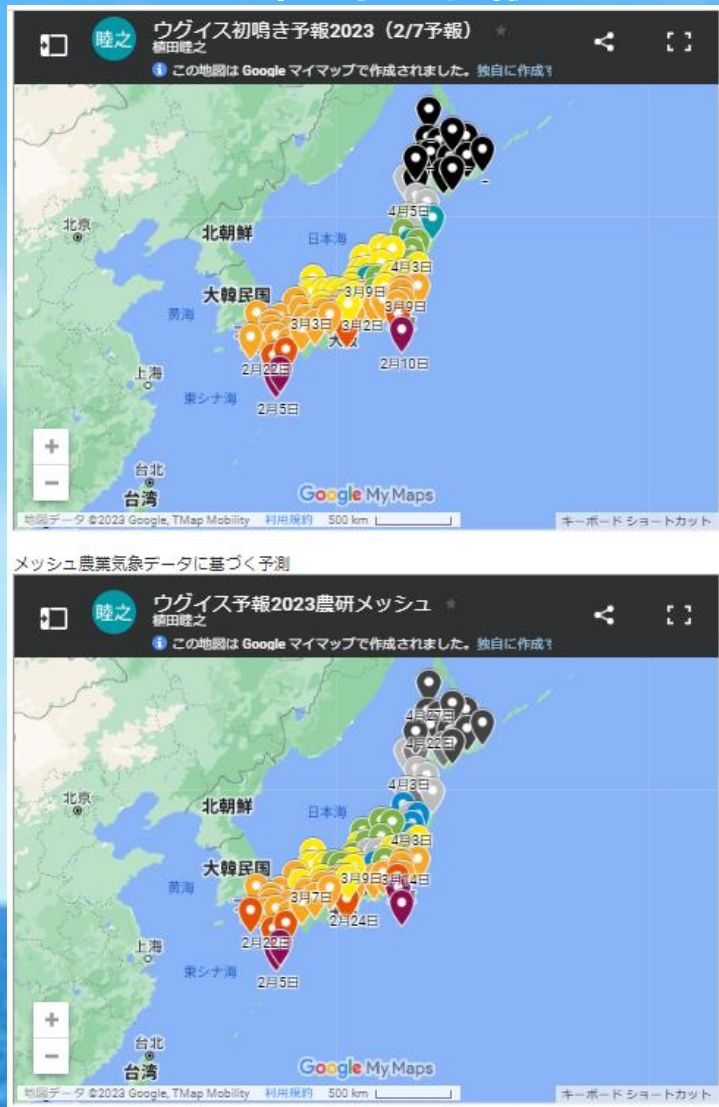 睦之
ウグイス初鳴き予報2023（2/7予報）
植田睦之
この地図は Google マイマップで作成されました。独自に作成す
北京
北朝鮮
日本海
4月5日
4月3日
大韓民国
3月9日
3月9日
黄海
3月3日
3月2日
2月22日
2月10日
上海
東シナ海
2月5日
+
−
台北
台湾
Google My Maps
地図データ ©2023 Google, TMap Mobility 利用規約 500 km キーボード ショートカット
メッシュ農業気象データに基づく予測
睦之
ウグイス予報2023農研メッシュ
植田睦之
この地図は Google マイマップで作成されました。独自に作成す
4月27日
4月22日
4月3日
北京
北朝鮮
日本海
4月3日
大韓民国
3月9日
3月14日
黄海
3月7日
2月24日
2月22日
上海
東シナ海
2月5日
+
−
台北
台湾
Google My Maps
地図データ ©2023 Google, TMap Mobility 利用規約 500 km キーボード ショートカット